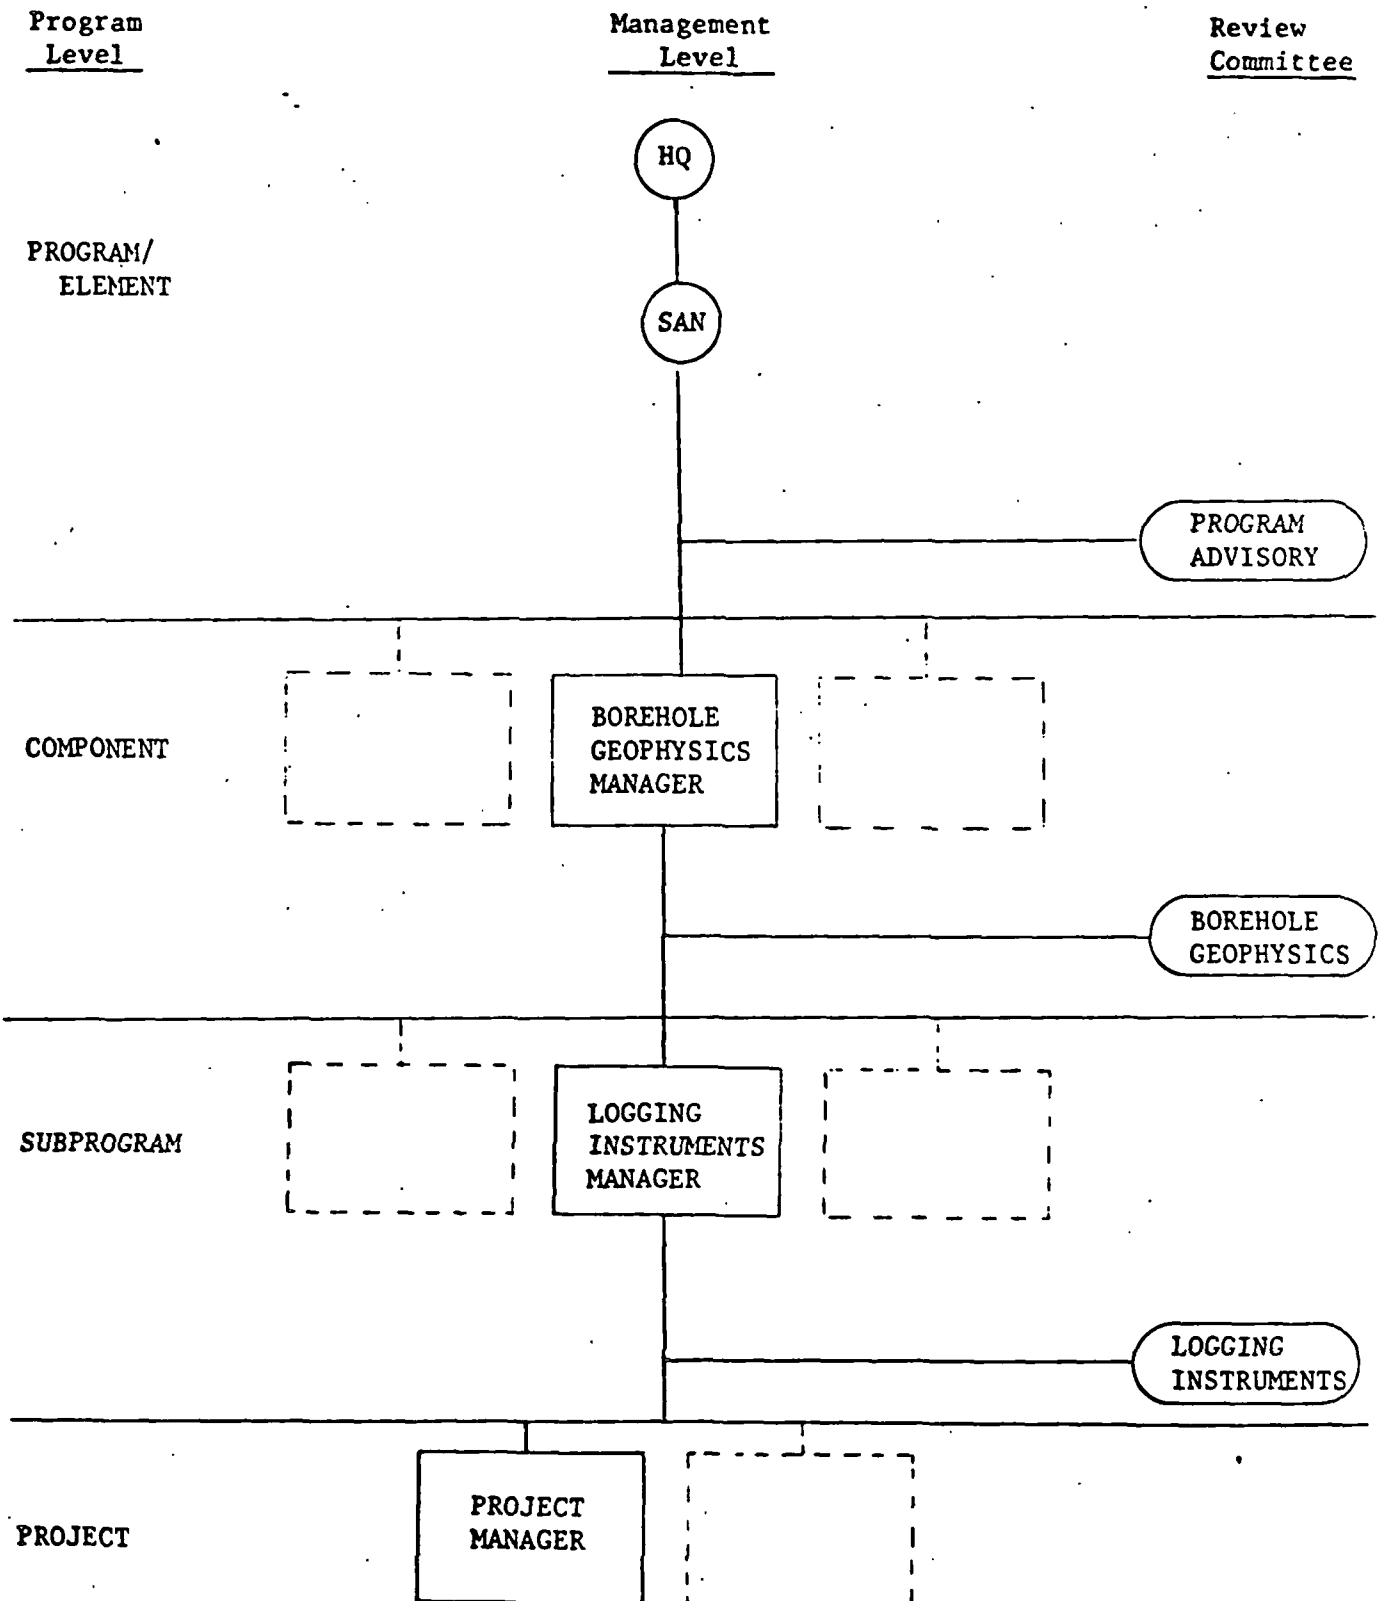 Program
Level
Management
Level
Review
Committee
HQ
PROGRAM/
ELEMENT
SAN
PROGRAM
ADVISORY
COMPONENT
BOREHOLE
GEOPHYSICS
MANAGER
BOREHOLE
GEOPHYSICS
SUBPROGRAM
LOGGING
INSTRUMENTS
MANAGER
LOGGING
INSTRUMENTS
PROJECT
PROJECT
MANAGER